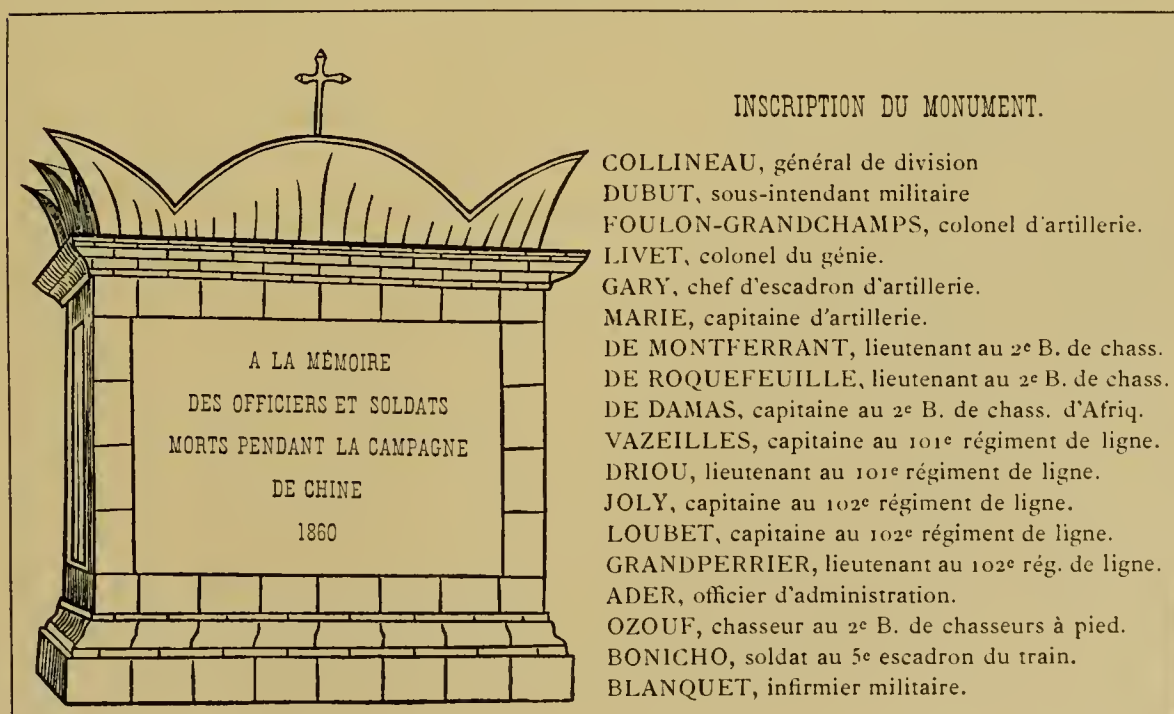 A LA MÉMOIRE
DES OFFICIERS ET SOLDATS
MORTS PENDANT LA CAMPAGNE
DE CHINE
1860
INSCRIPTION DU MONUMENT.
COLLINEAU, général de division
DUBUT, sous-intendant militaire
FOULON-GRANDCHAMPS, colonel d'artillerie.
LIVET, colonel du génie.
GARY, chef d'escadron d'artillerie.
MARIE, capitaine d'artillerie.
DE MONTFERRANT, lieutenant au 2e B. de chass.
DE ROQUEFEUILLE, lieutenant au 2e B. de chass.
DE DAMAS, capitaine au 2e B. de chass. d'Afriq.
VAZEILLES, capitaine au 101e régiment de ligne.
DRIOU, lieutenant au 101e régiment de ligne.
JOLY, capitaine au 102e régiment de ligne.
LOUBET, capitaine au 102e régiment de ligne.
GRANDPERRIER, lieutenant au 102e rég. de ligne.
ADER, officier d'administration.
OZOUF, chasseur au 2e B. de chasseurs à pied.
BONICHO, soldat au 5e escadron du train.
BLANQUET, infirmier militaire.